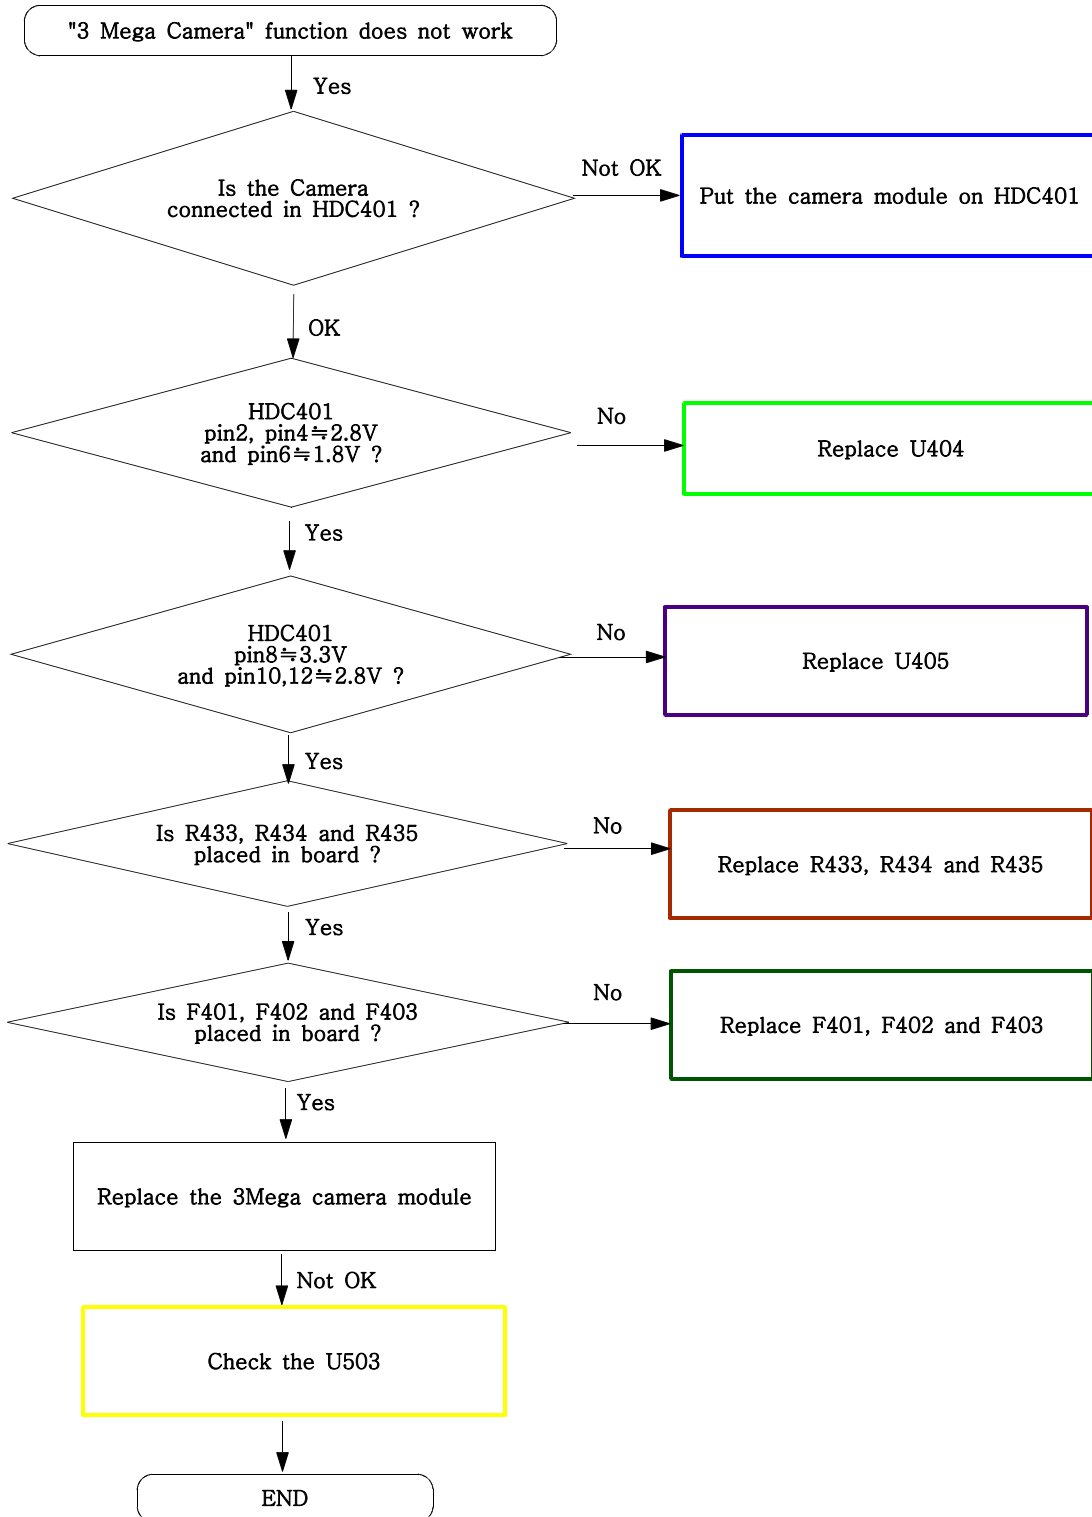 "3 Mega Camera" function does not work
Yes
Is the Camera
connected in HDC401 ?
Not OK
Put the camera module on HDC401
OK
HDC401
pin2, pin4≒2.8V
and pin6≒1.8V ?
No
Replace U404
Yes
HDC401
pin8≒3.3V
and pin10,12≒2.8V ?
No
Replace U405
Yes
Is R433, R434 and R435
placed in board ?
No
Replace R433, R434 and R435
Yes
Is F401, F402 and F403
placed in board ?
No
Replace F401, F402 and F403
Yes
Replace the 3Mega camera module
Not OK
Check the U503
END